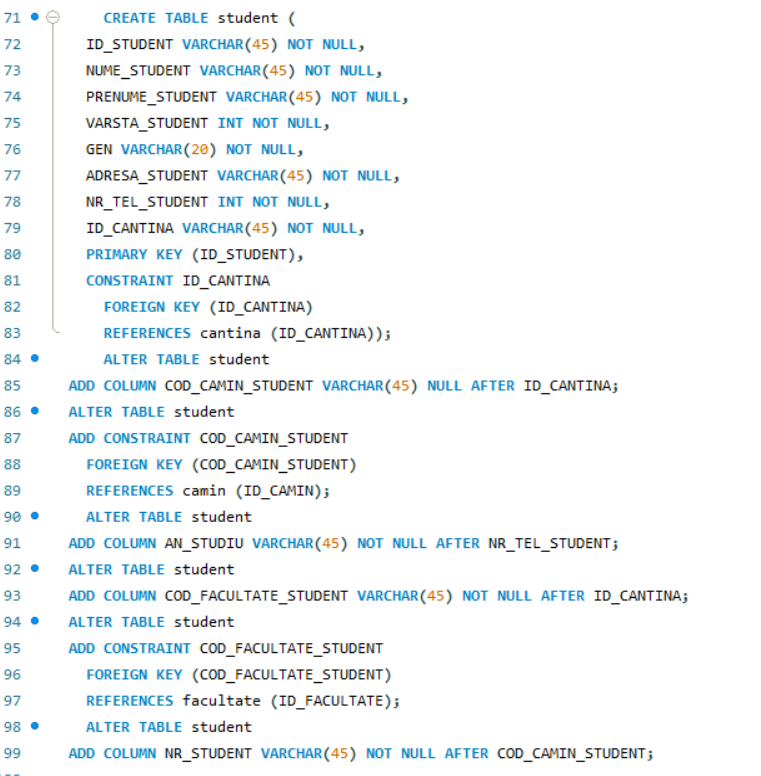 71 CREATE TABLE student (
72 ID_STUDENT VARCHAR(45) NOT NULL,
73 NUME_STUDENT VARCHAR(45) NOT NULL,
74 PRENUME_STUDENT VARCHAR(45) NOT NULL,
75 VARSTA_STUDENT INT NOT NULL,
76 GEN VARCHAR(20) NOT NULL,
77 ADRESA_STUDENT VARCHAR(45) NOT NULL,
78 NR_TEL_STUDENT INT NOT NULL,
79 ID_CANTINA VARCHAR(45) NOT NULL,
80 PRIMARY KEY (ID_STUDENT),
81 CONSTRAINT ID_CANTINA
82 FOREIGN KEY (ID_CANTINA)
83 REFERENCES cantina (ID_CANTINA));
84 ALTER TABLE student
85 ADD COLUMN COD_CAMIN_STUDENT VARCHAR(45) NULL AFTER ID_CANTINA;
86 ALTER TABLE student
87 ADD CONSTRAINT COD_CAMIN_STUDENT
88 FOREIGN KEY (COD_CAMIN_STUDENT)
89 REFERENCES camin (ID_CAMIN);
90 ALTER TABLE student
91 ADD COLUMN AN_STUDIU VARCHAR(45) NOT NULL AFTER NR_TEL_STUDENT;
92 ALTER TABLE student
93 ADD COLUMN COD_FACULTATE_STUDENT VARCHAR(45) NOT NULL AFTER ID_CANTINA;
94 ALTER TABLE student
95 ADD CONSTRAINT COD_FACULTATE_STUDENT
96 FOREIGN KEY (COD_FACULTATE_STUDENT)
97 REFERENCES facultate (ID_FACULTATE);
98 ALTER TABLE student
99 ADD COLUMN NR_STUDENT VARCHAR(45) NOT NULL AFTER COD_CAMIN_STUDENT;